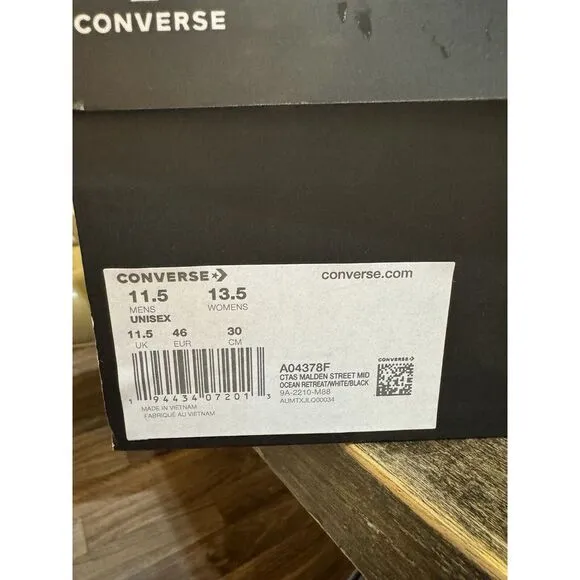 CONVERSE
CONVERSE
converse.com
11.5 13.5
MENS WOMENS
UNISEX
11.5 46 30
UK EUR CM
A04378F
CTAS MALDEN STREET MID
OCEAN RETREAT/WHITE/BLACK
9A-2210-M88
AUMTXJLQ00034
CONVERSE
1 94434 07201 3
MADE IN VIETNAM
FABRIQUÉ AU VIETNAM